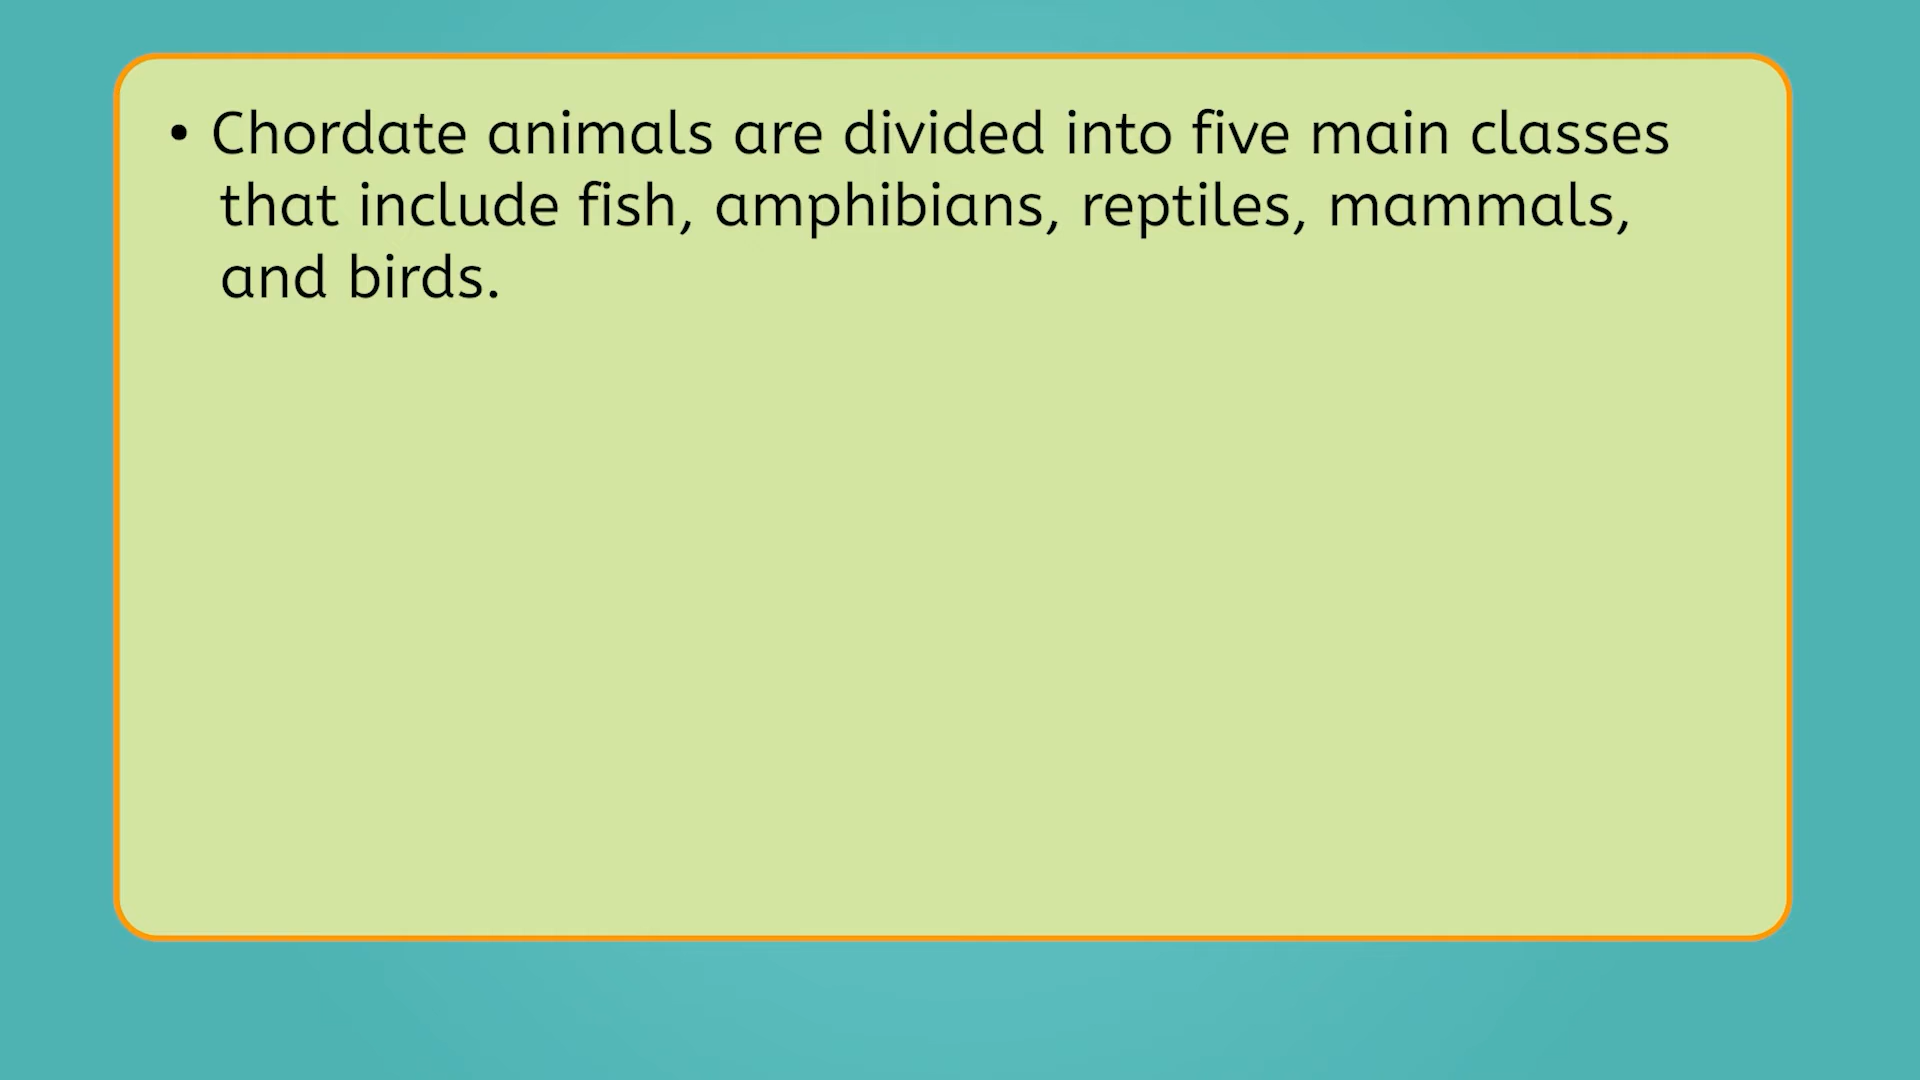 • Chordate animals are divided into five main classes
that include fish, amphibians, reptiles, mammals,
and birds.